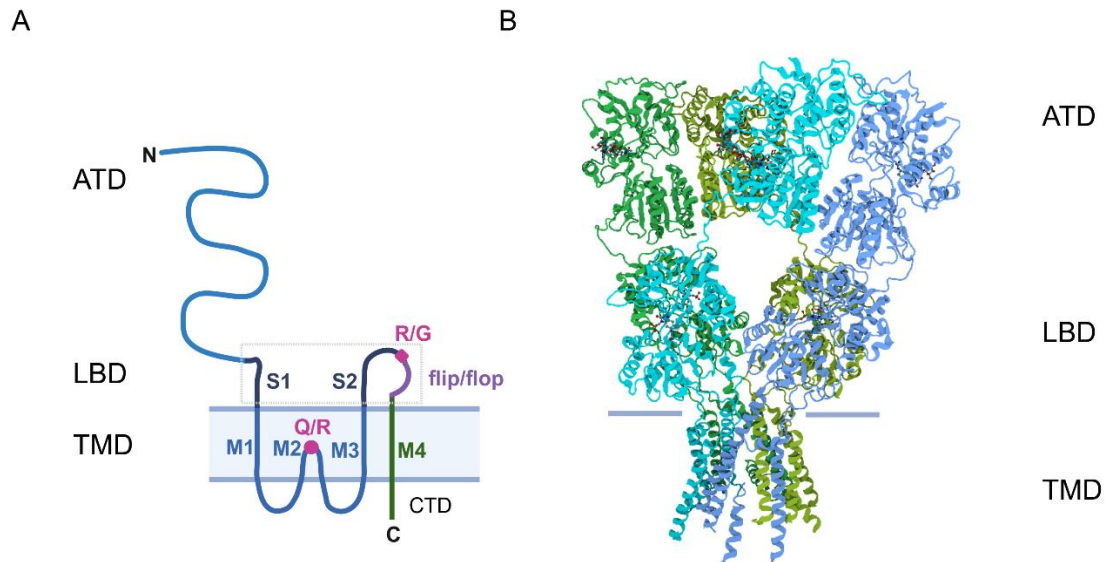 A
B
N
ATD
LBD
TMD
R/G
S1
S2
flip/flop
Q/R
M1
M2
M3
M4
CTD
C
ATD
LBD
TMD